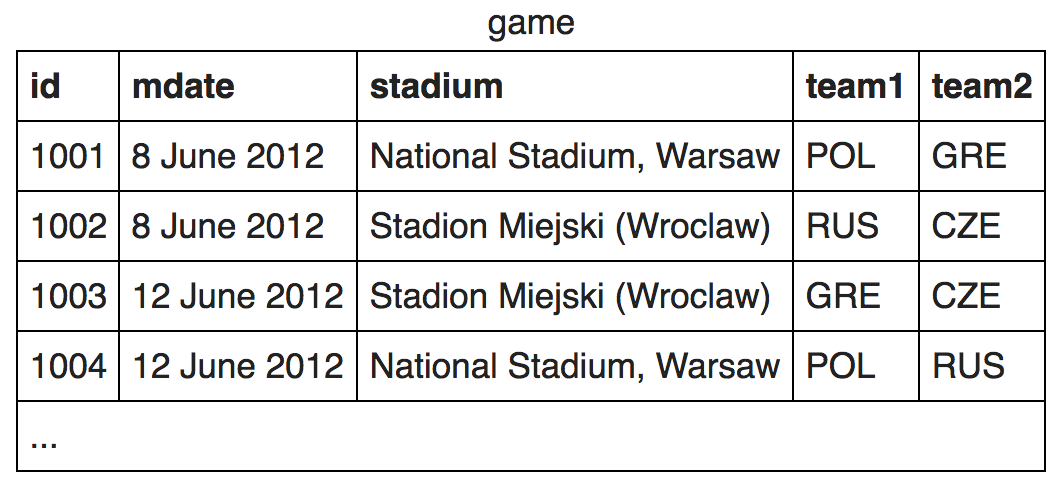 game
id mdate stadium team1 team2
1001 8 June 2012 National Stadium, Warsaw POL GRE
1002 8 June 2012 Stadion Miejski (Wroclaw) RUS CZE
1003 12 June 2012 Stadion Miejski (Wroclaw) GRE CZE
1004 12 June 2012 National Stadium, Warsaw POL RUS
...